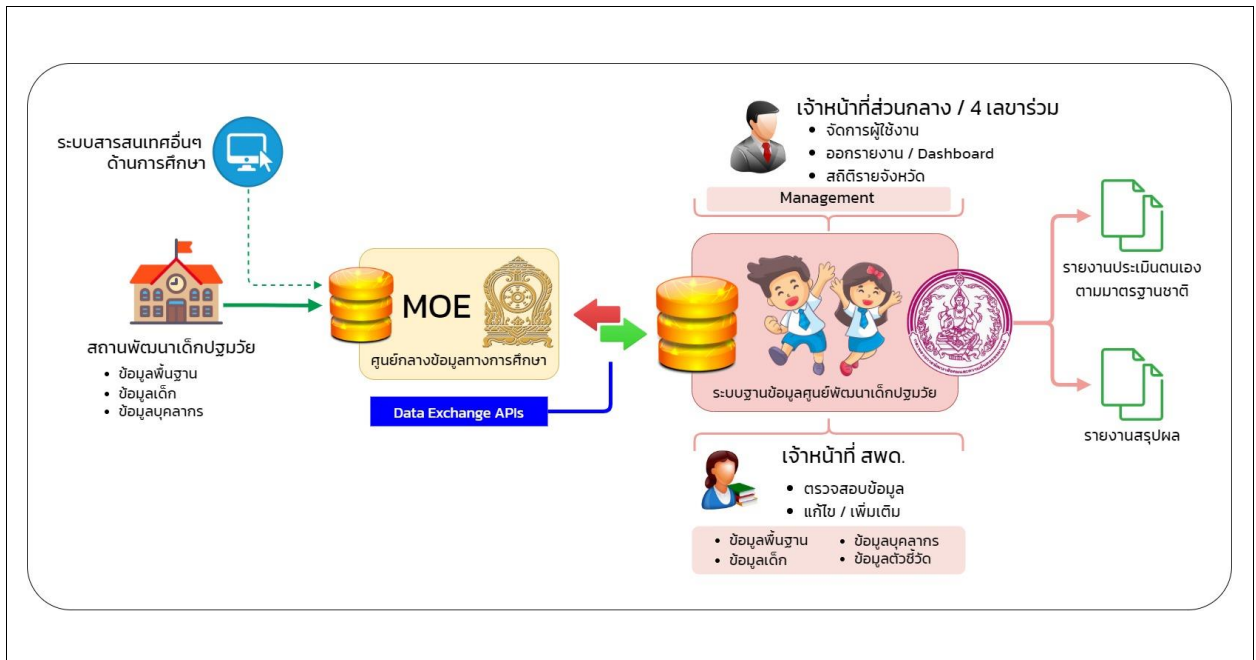 ระบบสารสนเทศอื่นๆ
ด้านการศึกษา
สถานพัฒนาเด็กปฐมวัย
• ข้อมูลพื้นฐาน
• ข้อมูลเด็ก
• ข้อมูลบุคลากร
MOE
ศูนย์กลางข้อมูลทางการศึกษา
Data Exchange APIs
เจ้าหน้าที่ส่วนกลาง / 4 เลขาร่วม
• จัดการผู้ใช้งาน
• ออกรายงาน / Dashboard
• สถิติรายจังหวัด
Management
ระบบฐานข้อมูลศูนย์พัฒนาเด็กปฐมวัย
เจ้าหน้าที่ สพด.
• ตรวจสอบข้อมูล
• แก้ไข / เพิ่มเติม
• ข้อมูลพื้นฐาน
• ข้อมูลเด็ก
• ข้อมูลบุคลากร
• ข้อมูลตัวชี้วัด
รายงานประเมินตนเอง
ตามมาตรฐานชาติ
รายงานสรุปผล